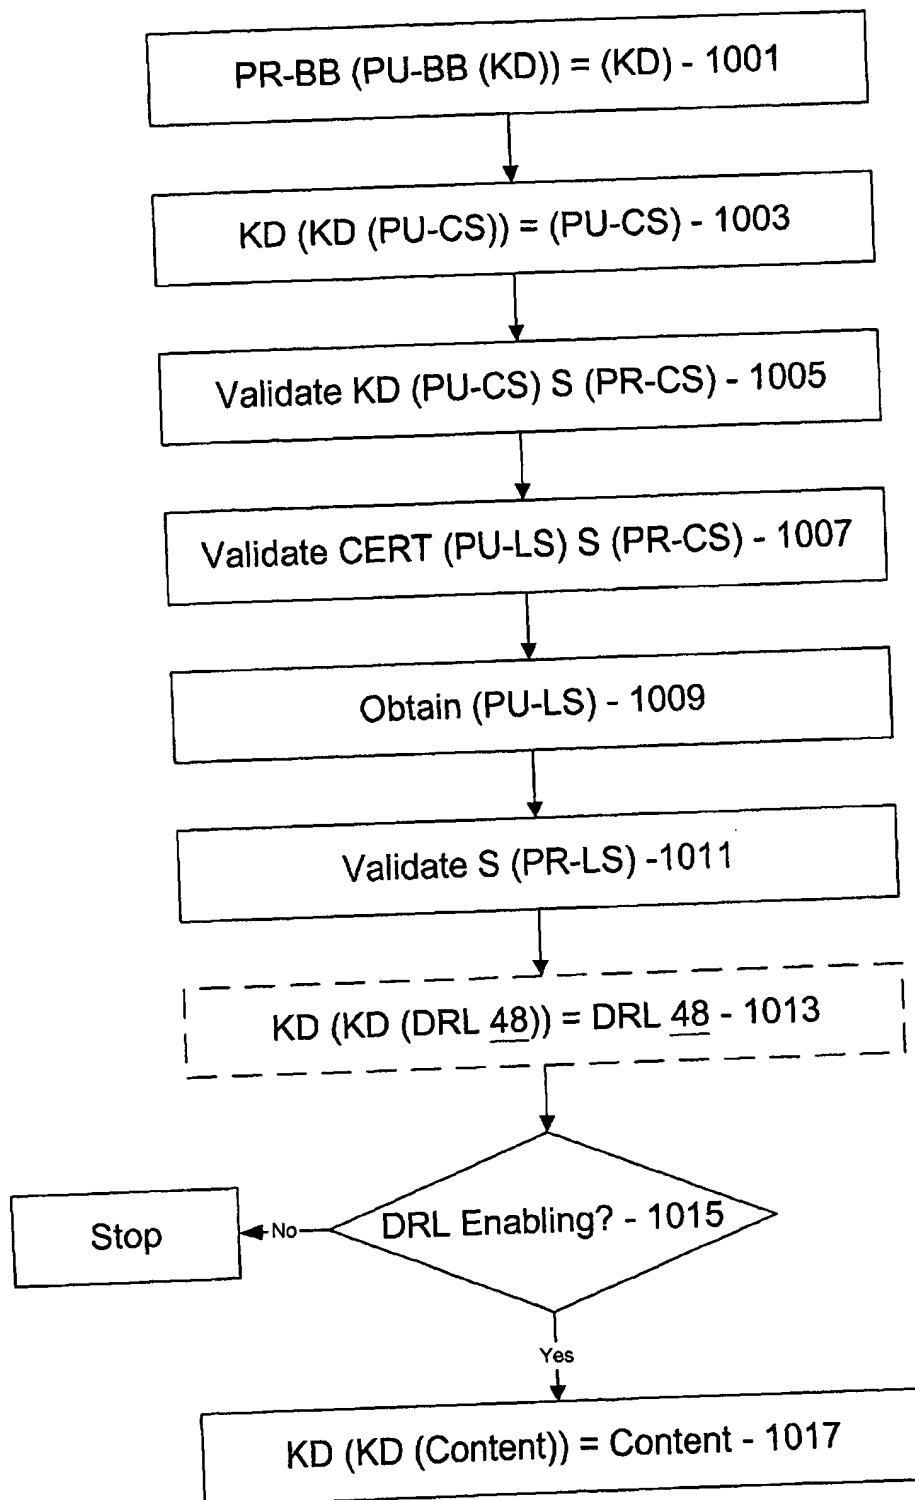 PR-BB (PU-BB (KD)) = (KD) - 1001
KD (KD (PU-CS)) = (PU-CS) - 1003
Validate KD (PU-CS) S (PR-CS) - 1005
Validate CERT (PU-LS) S (PR-CS) - 1007
Obtain (PU-LS) - 1009
Validate S (PR-LS) -1011
KD (KD (DRL 48)) = DRL 48 - 1013
DRL Enabling? - 1015
No
Stop
Yes
KD (KD (Content)) = Content - 1017